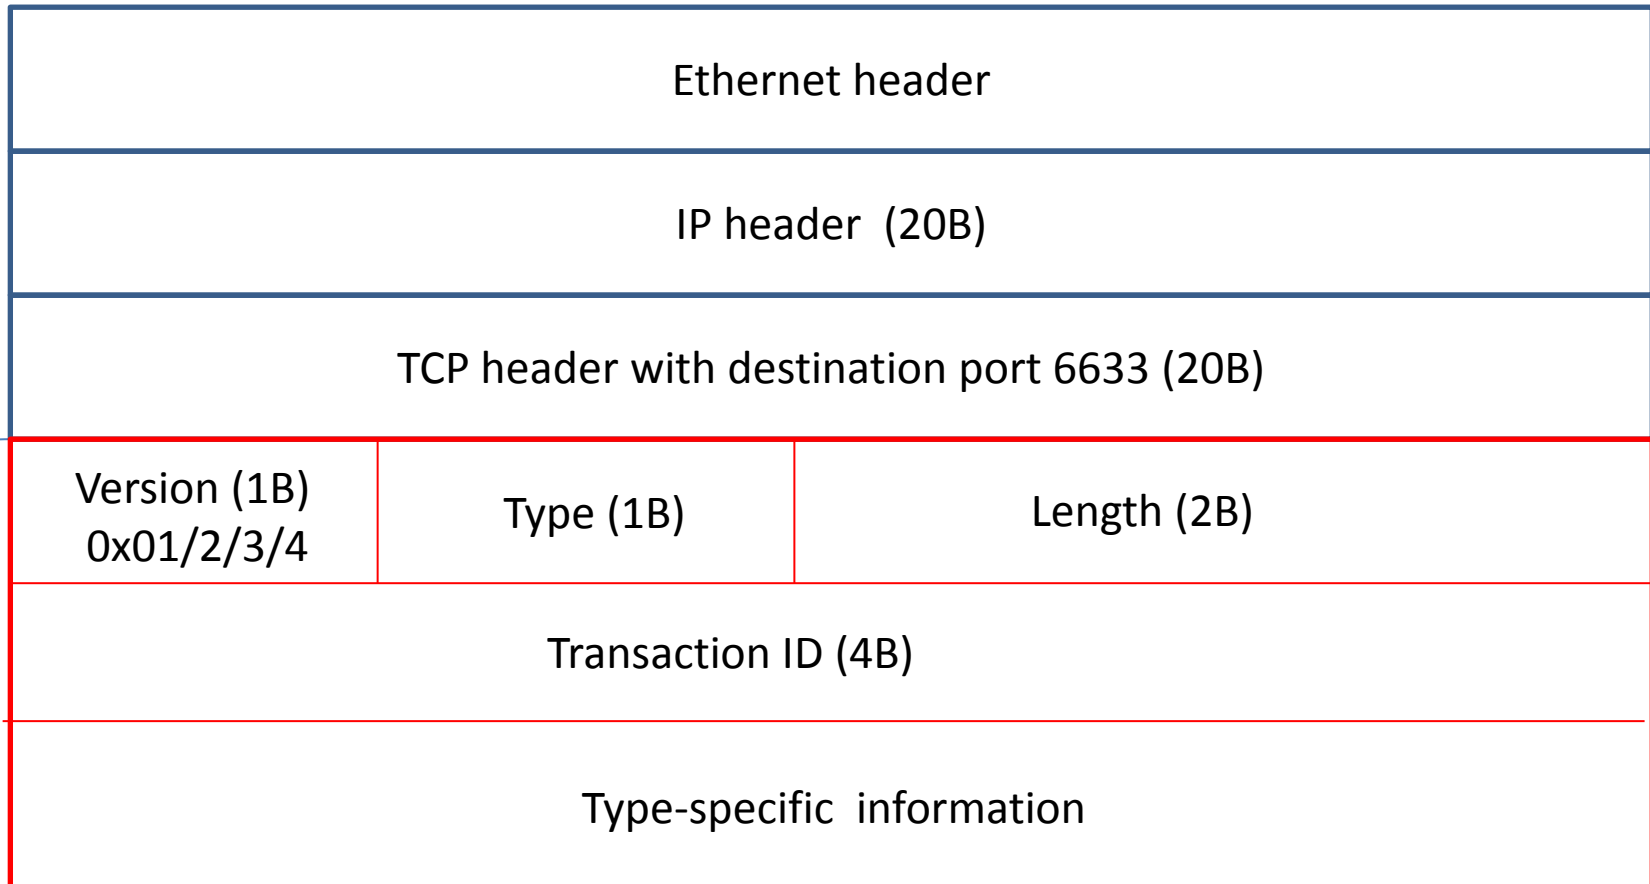 Ethernet header
IP header  (20B)
TCP header with destination port 6633 (20B)
Version (1B)
0x01/2/3/4
Type (1B)
Length (2B)
Transaction ID (4B)
Type-specific  information